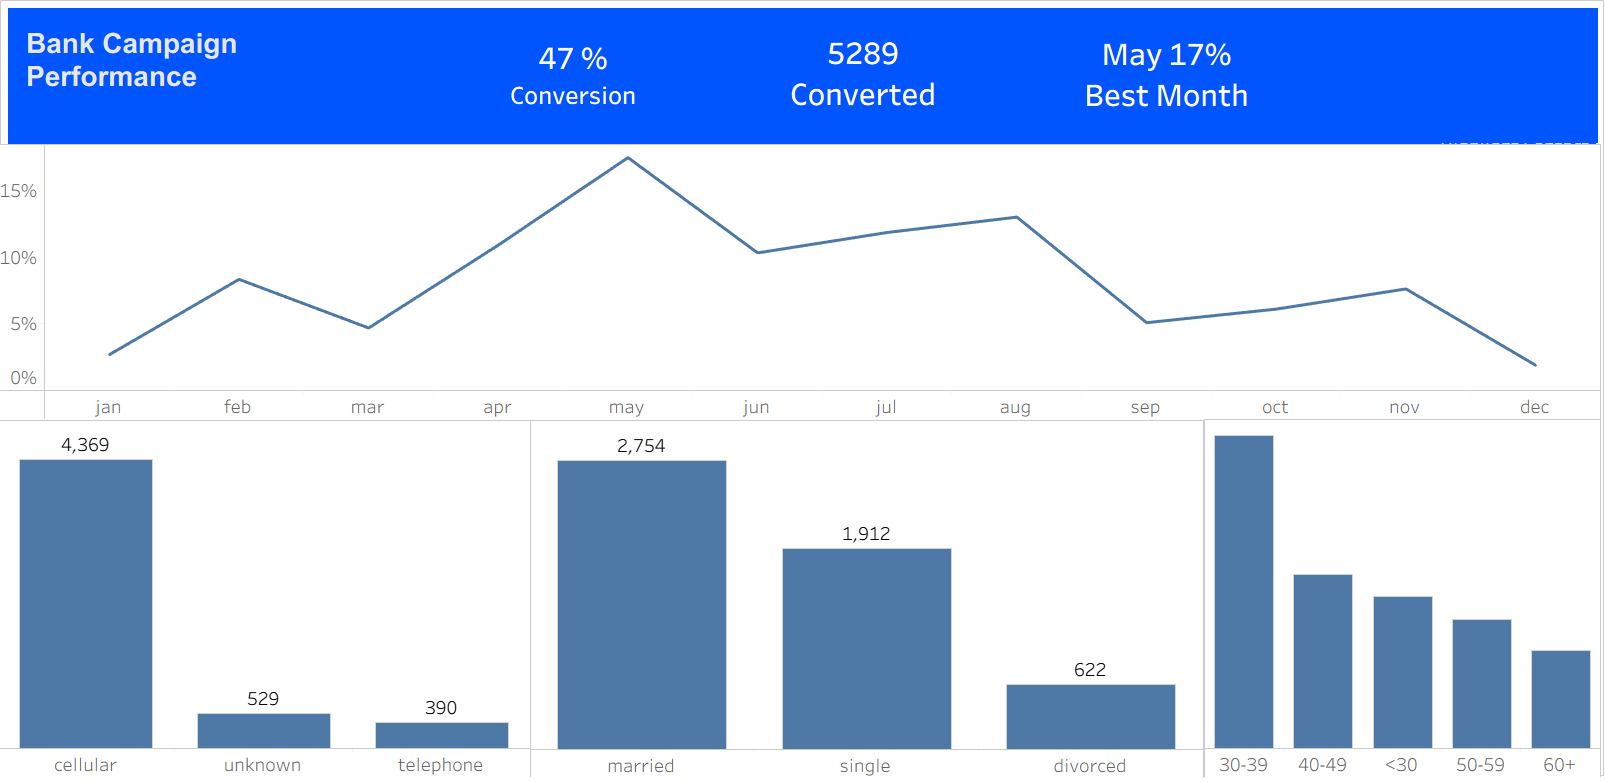 Bank Campaign
Performance
47 %
Conversion
5289
Converted
May 17%
Best Month
15%
10%
5%
0%
jan feb mar apr may jun jul aug sep oct nov dec
4,369
529
390
cellular unknown telephone
2,754
1,912
622
married single divorced
30-39 40-49 <30 50-59 60+